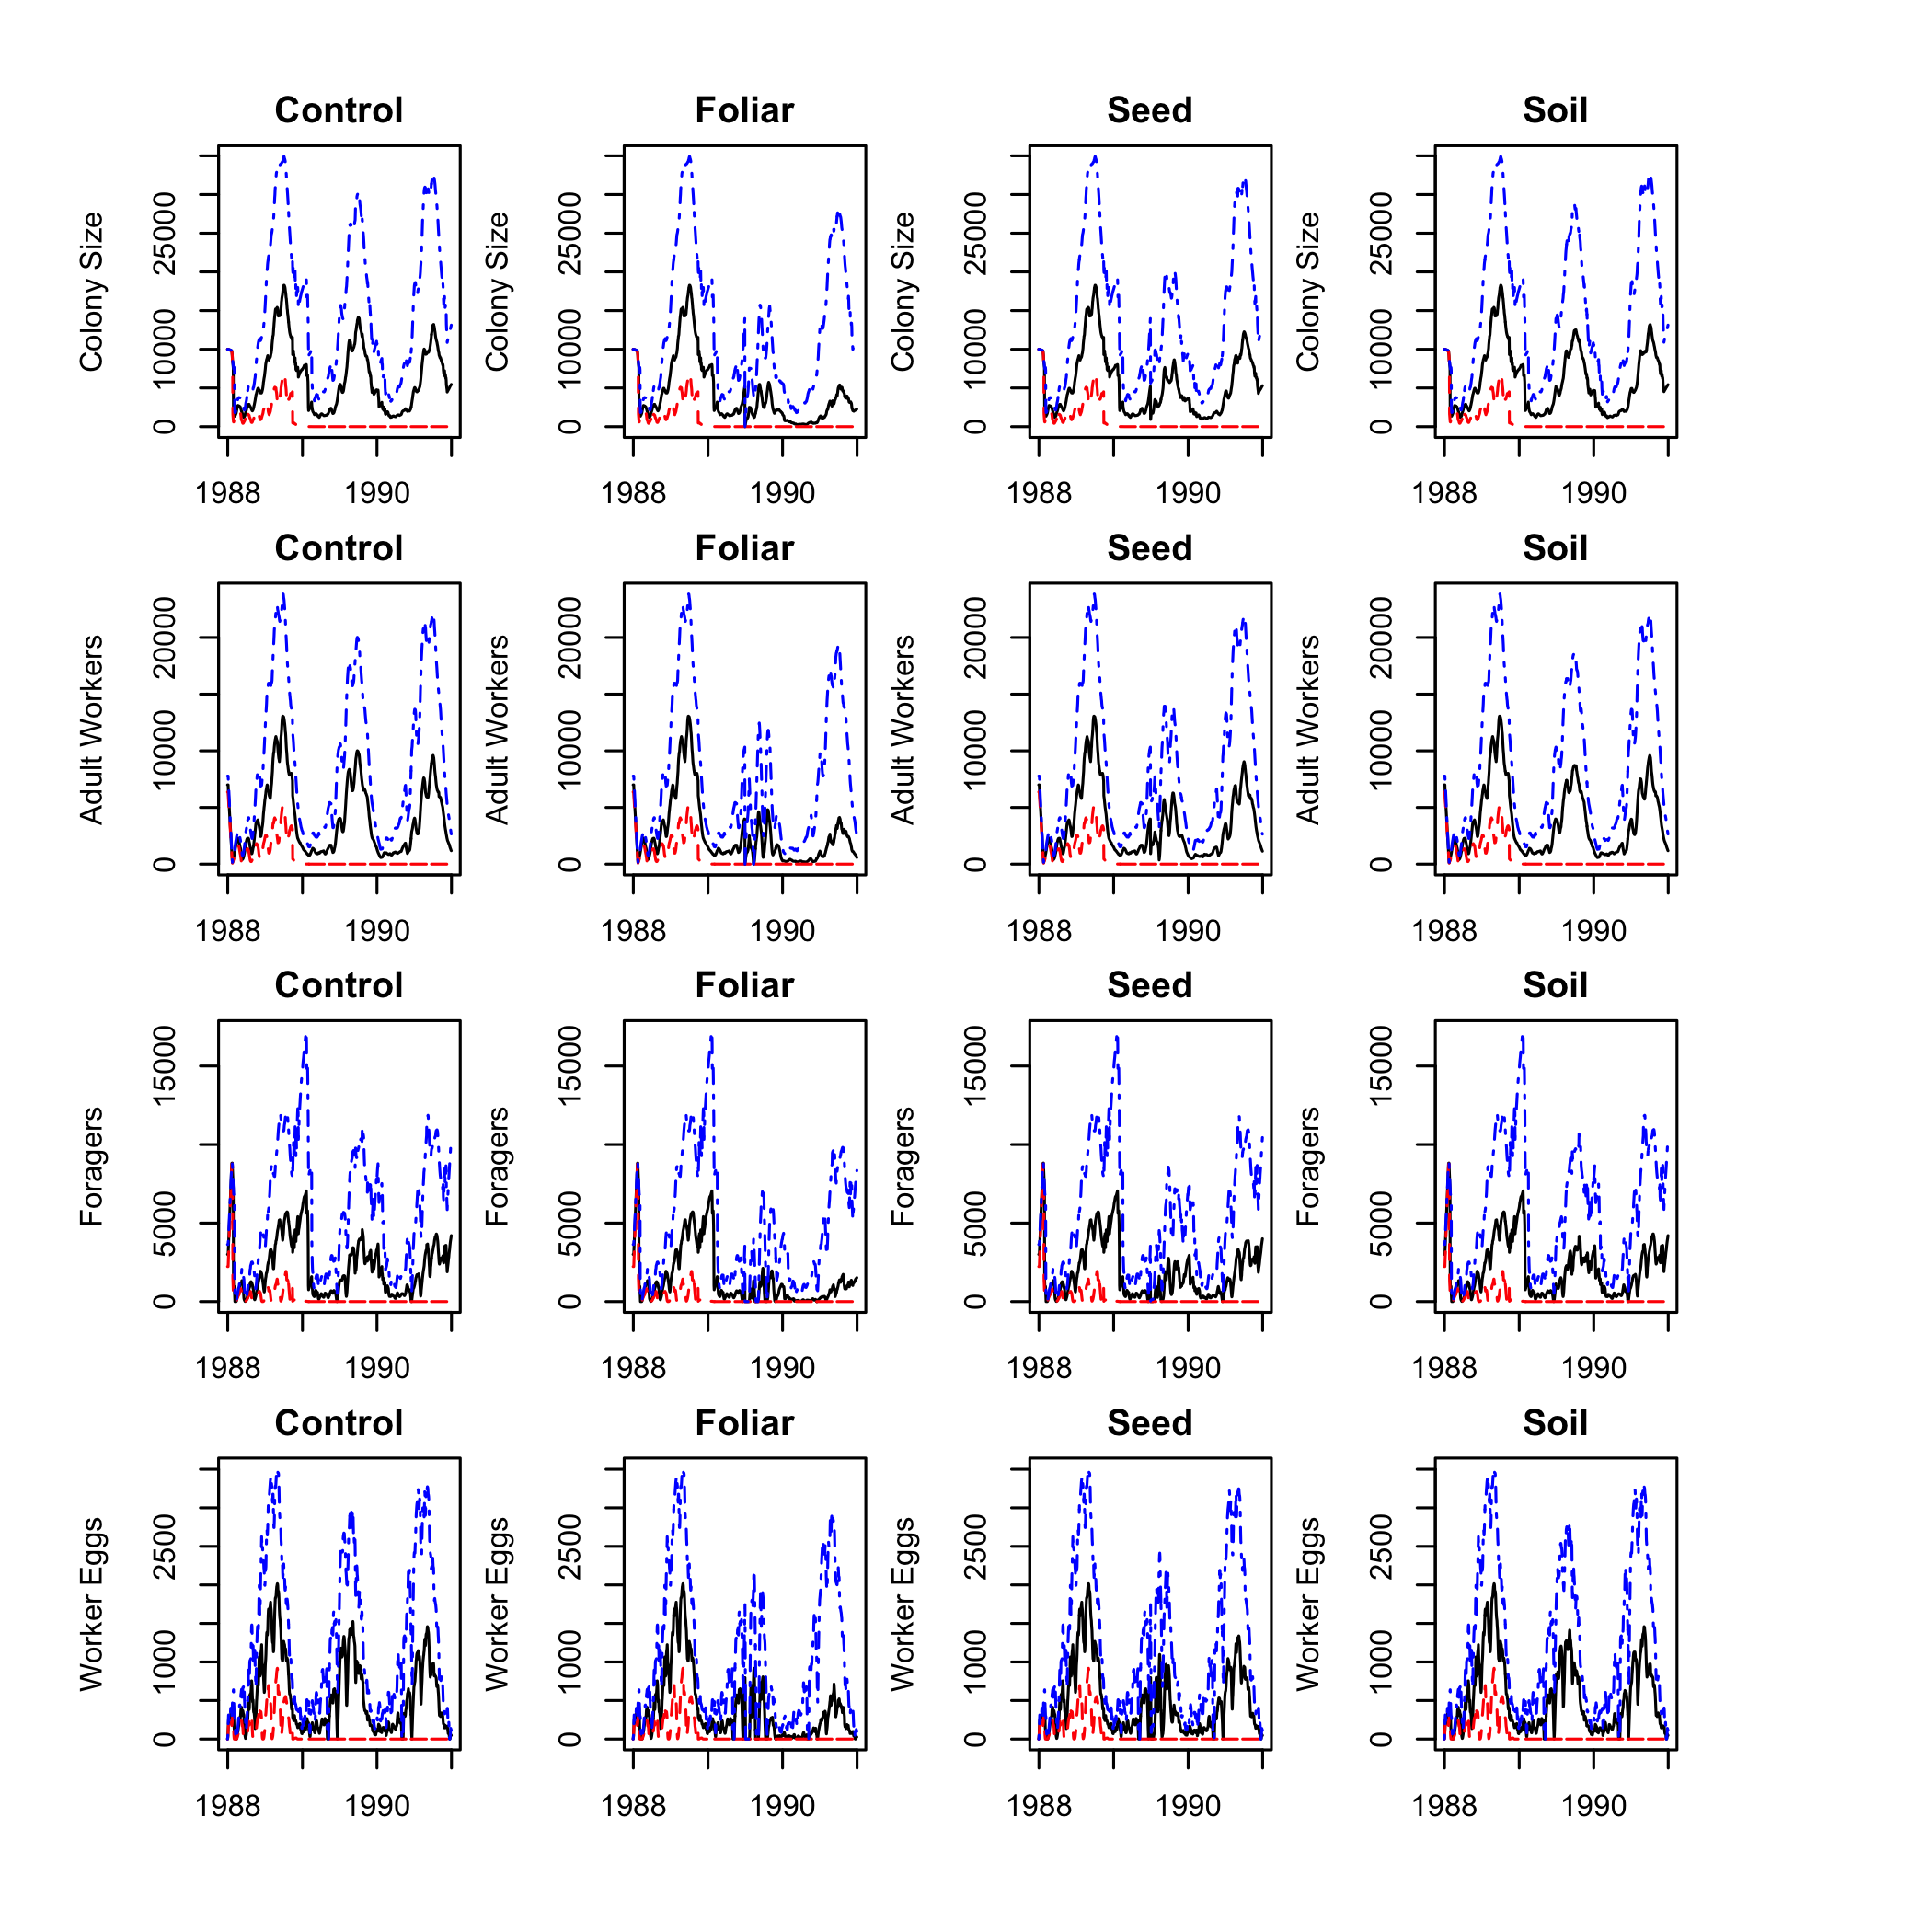 Control Foliar Seed Soil
Colony Size 0 10000 25000 Colony Size 0 10000 25000 Colony Size 0 10000 25000 Colony Size 0 10000 25000
1988 1990 1988 1990 1988 1990 1988 1990
Control Foliar Seed Soil
Adult Workers 0 10000 20000 Adult Workers 0 10000 20000 Adult Workers 0 10000 20000 Adult Workers 0 10000 20000
1988 1990 1988 1990 1988 1990 1988 1990
Control Foliar Seed Soil
Foragers 0 5000 15000 Foragers 0 5000 15000 Foragers 0 5000 15000 Foragers 0 5000 15000
1988 1990 1988 1990 1988 1990 1988 1990
Control Foliar Seed Soil
Worker Eggs 0 1000 2500 Worker Eggs 0 1000 2500 Worker Eggs 0 1000 2500 Worker Eggs 0 1000 2500
1988 1990 1988 1990 1988 1990 1988 1990